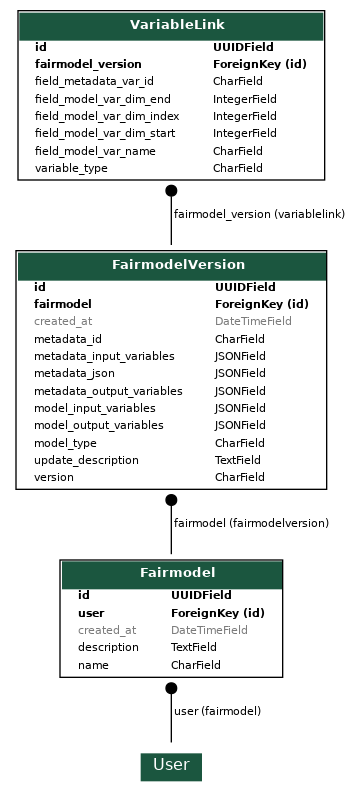 VariableLink
id UUIDField
fairmodel_version ForeignKey (id)
field_metadata_var_id CharField
field_model_var_dim_end IntegerField
field_model_var_dim_index IntegerField
field_model_var_dim_start IntegerField
field_model_var_name CharField
variable_type CharField
fairmodel_version (variablelink)
FairmodelVersion
id UUIDField
fairmodel ForeignKey (id)
created_at DateTimeField
metadata_id CharField
metadata_input_variables JSONField
metadata_json JSONField
metadata_output_variables JSONField
model_input_variables JSONField
model_output_variables JSONField
model_type CharField
update_description TextField
version CharField
fairmodel (fairmodelversion)
Fairmodel
id UUIDField
user ForeignKey (id)
created_at DateTimeField
description TextField
name CharField
user (fairmodel)
User